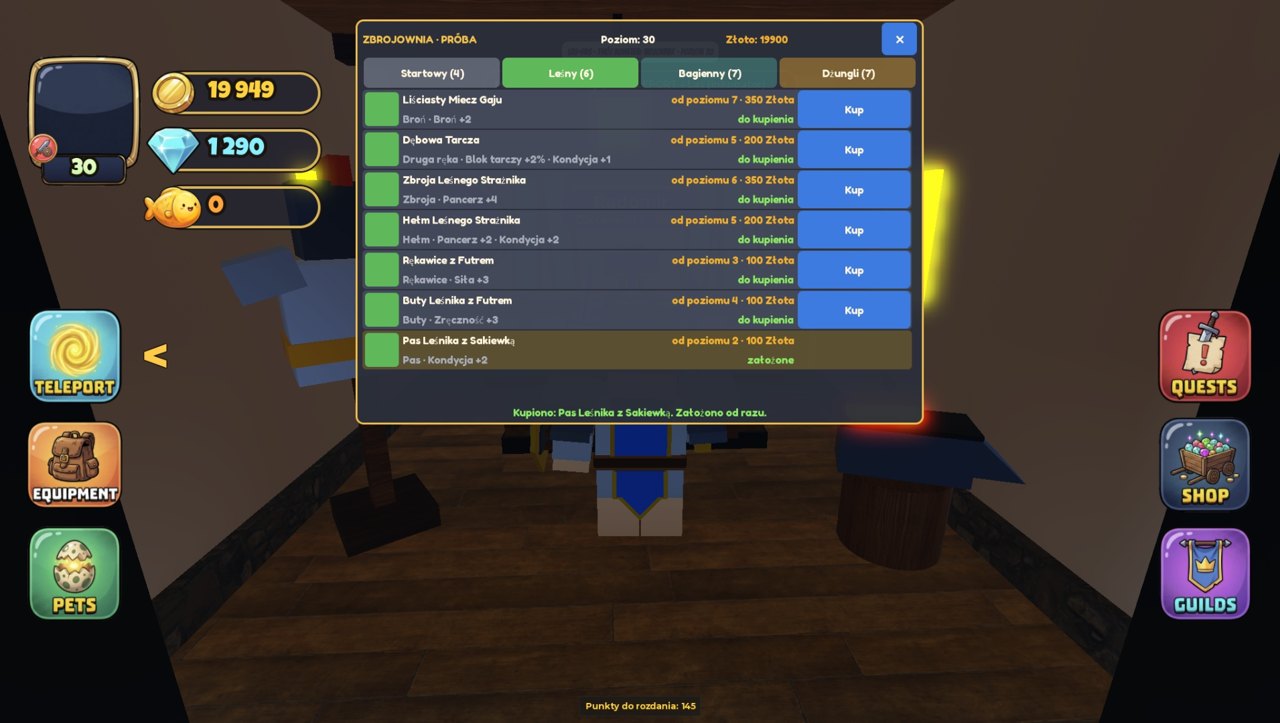 ZBROJOWNIA · PRÓBA
Poziom: 30
Złoto: 19900
×
Startowy (4)
Leśny (6)
Bagienny (7)
Dżungli (7)
Liściasty Miecz Gaju
od poziomu 7 · 350 Złota
Broń · Broń +2
do kupienia
Kup
Dębowa Tarcza
od poziomu 5 · 200 Złota
Druga ręka · Blok tarczy +2% · Kondycja +1
do kupienia
Kup
Zbroja Leśnego Strażnika
od poziomu 6 · 350 Złota
Zbroja · Pancerz +4
do kupienia
Kup
Hełm Leśnego Strażnika
od poziomu 5 · 200 Złota
Hełm · Pancerz +2 · Kondycja +2
do kupienia
Kup
Rękawice z Futrem
od poziomu 3 · 100 Złota
Rękawice · Siła +3
do kupienia
Kup
Buty Leśnika z Futrem
od poziomu 4 · 100 Złota
Buty · Zręczność +3
do kupienia
Kup
Pas Leśnika z Sakiewką
od poziomu 2 · 100 Złota
Pas · Kondycja +2
założone
Kupiono: Pas Leśnika z Sakiewką. Założono od razu.
19 949
1 290
0
30
TELEPORT
<
EQUIPMENT
PETS
QUESTS
SHOP
GUILDS
Punkty do rozdania: 145